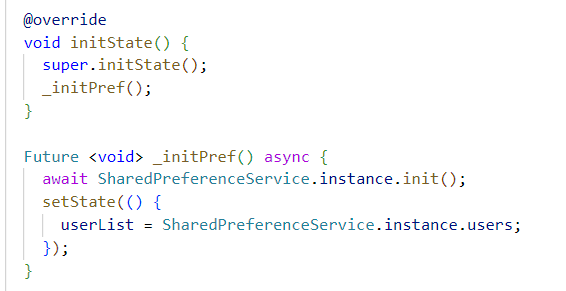 @override
void initState() {
super.initState();
_initPref();
}
Future <void> _initPref() async {
await SharedPreferenceService.instance.init();
setState(() {
userList = SharedPreferenceService.instance.users;
});
}